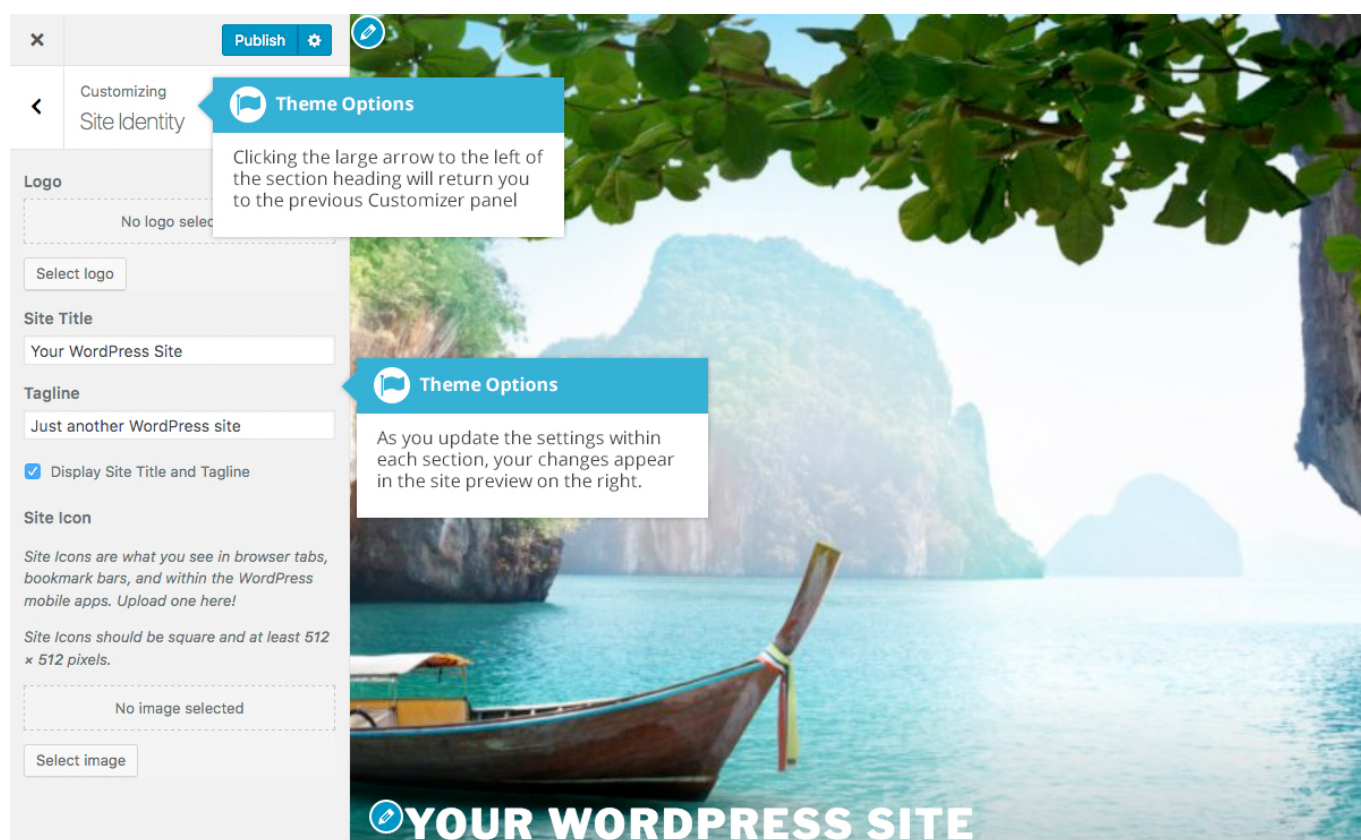 Publish
Customizing
Site Identity
Theme Options
Clicking the large arrow to the left of
the section heading will return you
to the previous Customizer panel
Logo
No logo selec
Select logo
Site Title
Your WordPress Site
Tagline
Just another WordPress site
Display Site Title and Tagline
Theme Options
As you update the settings within
each section, your changes appear
in the site preview on the right.
Site Icon
Site Icons are what you see in browser tabs,
bookmark bars, and within the WordPress
mobile apps. Upload one here!
Site Icons should be square and at least 512
× 512 pixels.
No image selected
Select image
YOUR WORDPRESS SITE